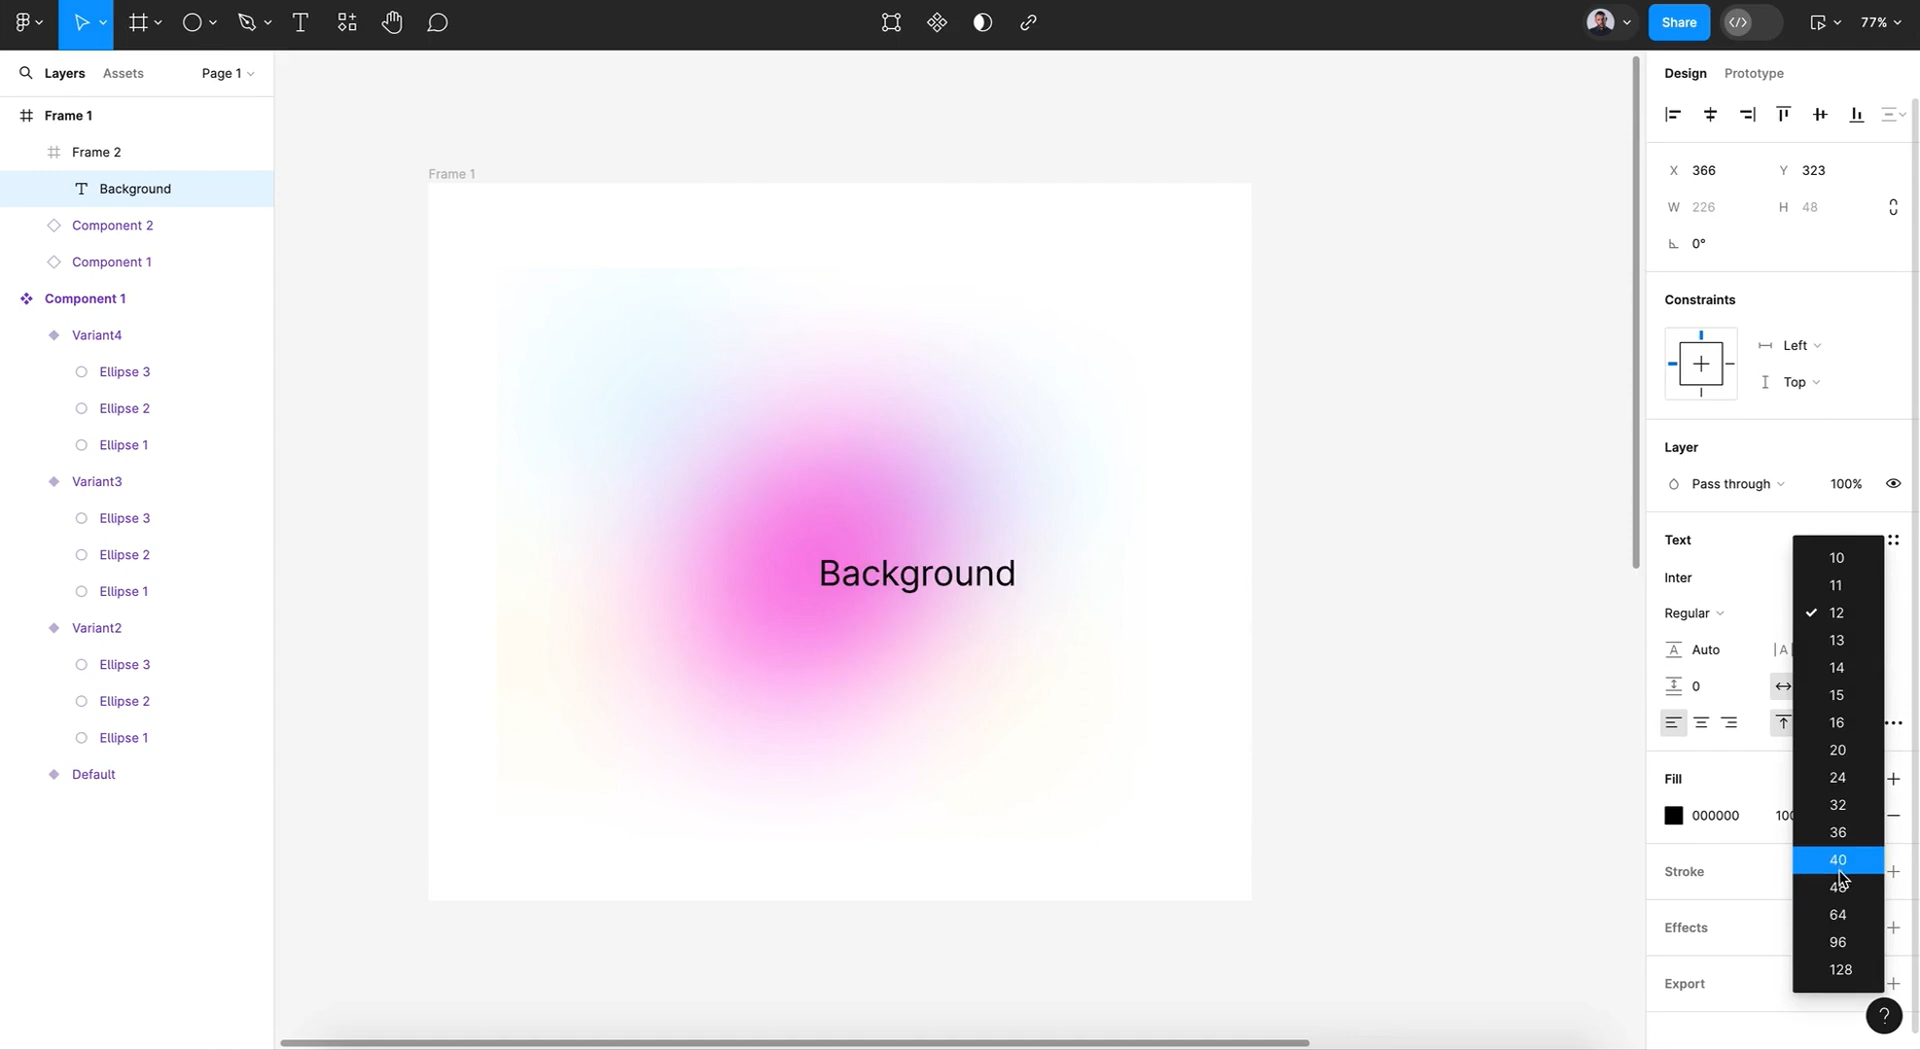 Share
77%
Layers
Assets
Page 1
Design
Prototype
Frame 1
Frame 2
Background
Component 2
Component 1
Component 1
Variant4
Ellipse 3
Ellipse 2
Ellipse 1
Variant3
Ellipse 3
Ellipse 2
Ellipse 1
Variant2
Ellipse 3
Ellipse 2
Ellipse 1
Default
Frame 1
Background
X 366 Y 323
W 226 H 48
0°
Constraints
Left
Top
Layer
Pass through 100%
Text
Inter
Regular
Auto
|A|
0
Fill
000000
Stroke
Effects
Export
10
11
12
13
14
15
16
20
24
32
36
40
64
96
128
?